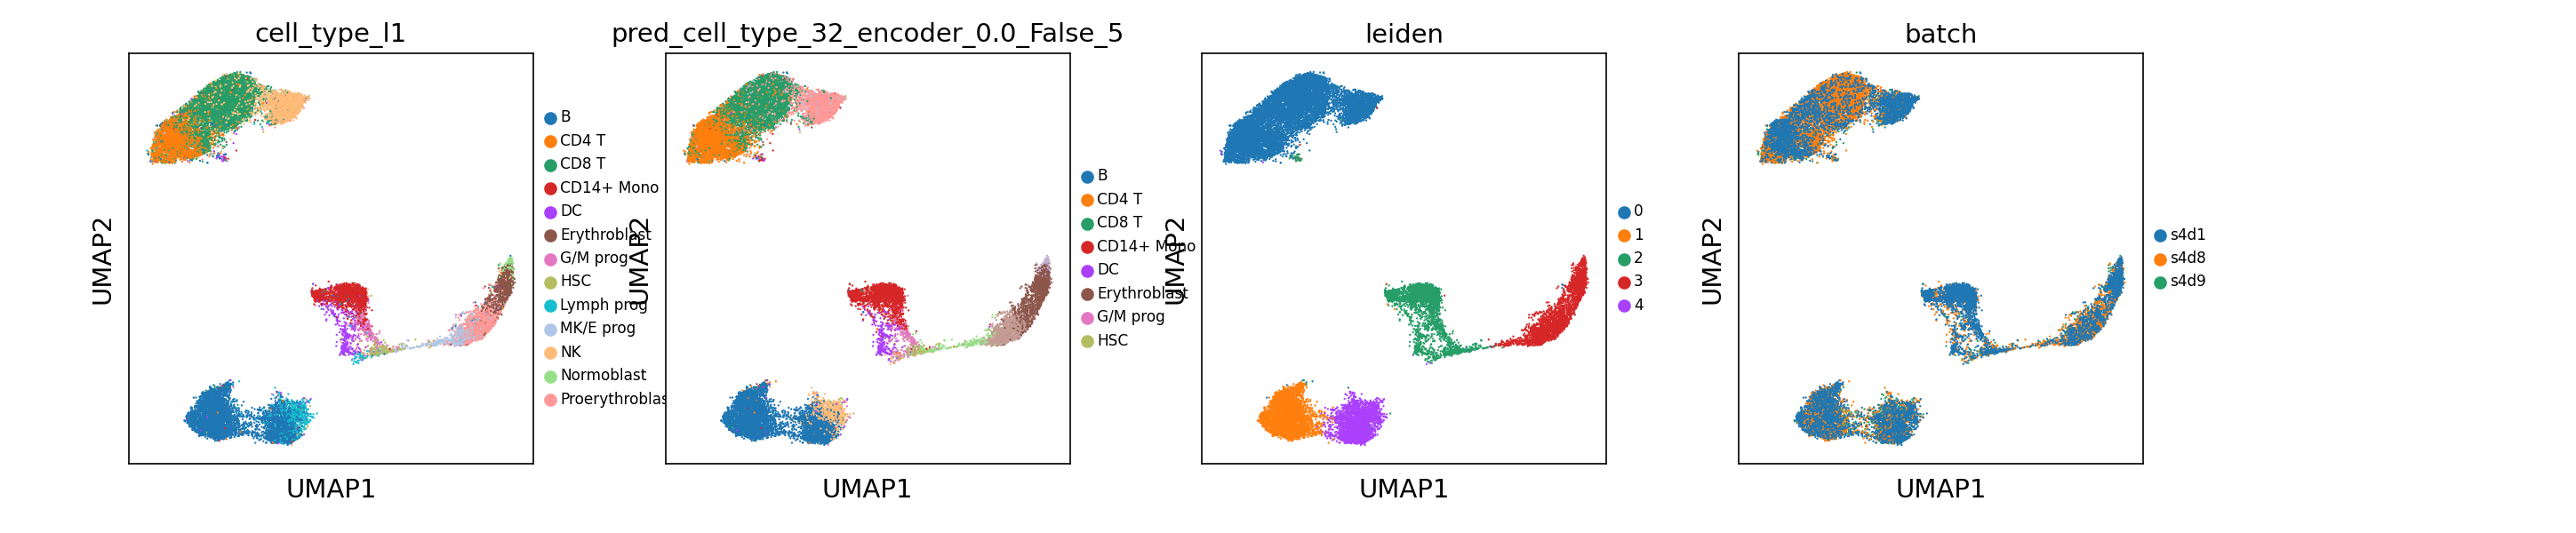 cell_type_l1
UMAP2
UMAP1
B
CD4 T
CD8 T
CD14+ Mono
DC
Erythroblast
G/M prog
HSC
Lymph prog
MK/E prog
NK
Normoblast
Proerythroblas
pred_cell_type_32_encoder_0.0_False_5
UMAP2
UMAP1
B
CD4 T
CD8 T
CD14+ Mono
DC
Erythroblast
G/M prog
HSC
leiden
UMAP2
UMAP1
0
1
2
3
4
batch
UMAP2
UMAP1
s4d1
s4d8
s4d9